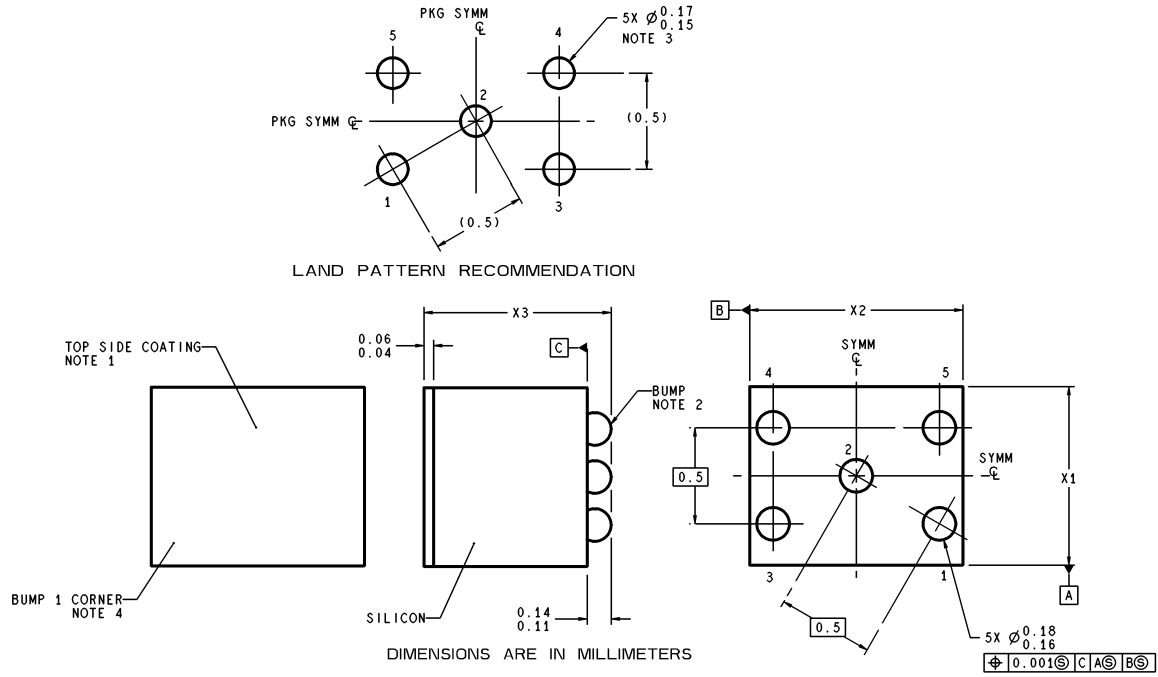 PKG SYMM
℄
5
4
5X Ø0.17
0.15
NOTE 3
2
PKG SYMM ℄
(0.5)
1
3
(0.5)
LAND PATTERN RECOMMENDATION
X3
B
X2
0.06
0.04
C
SYMM
℄
TOP SIDE COATING
NOTE 1
4
5
BUMP
NOTE 2
2
SYMM
℄
0.5
X1
BUMP 1 CORNER
NOTE 4
SILICON
0.14
0.11
3
1
A
0.5
5X Ø0.18
0.16
⌖ 0.001Ⓢ C AⓈ BⓈ
DIMENSIONS ARE IN MILLIMETERS